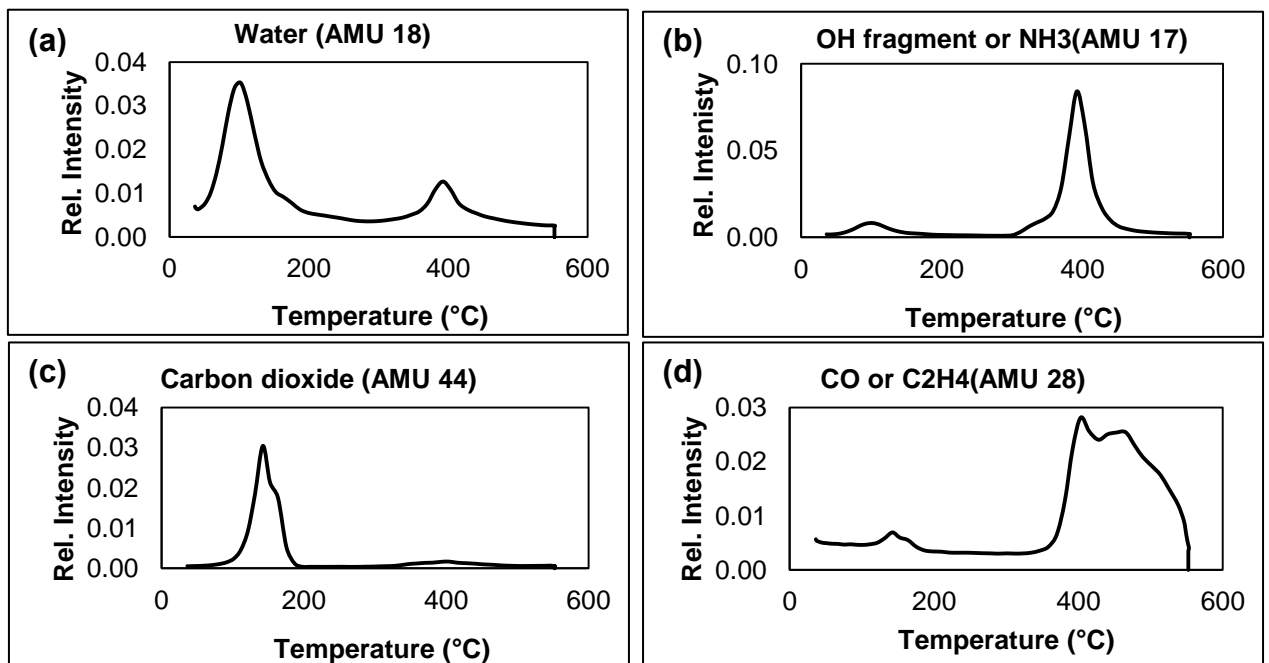 (a)
Water (AMU 18)
Rel. Intensity
0.04
0.03
0.02
0.01
0.00
0
200
400
600
Temperature (°C)
(b)
OH fragment or NH3(AMU 17)
Rel. Intenisty
0.10
0.05
0.00
0
200
400
600
Temperature (°C)
(c)
Carbon dioxide (AMU 44)
Rel. Intensity
0.04
0.03
0.02
0.01
0.00
0
200
400
600
Temperature (°C)
(d)
CO or C2H4(AMU 28)
Rel. Intensity
0.03
0.02
0.01
0.00
0
200
400
600
Temperature (°C)